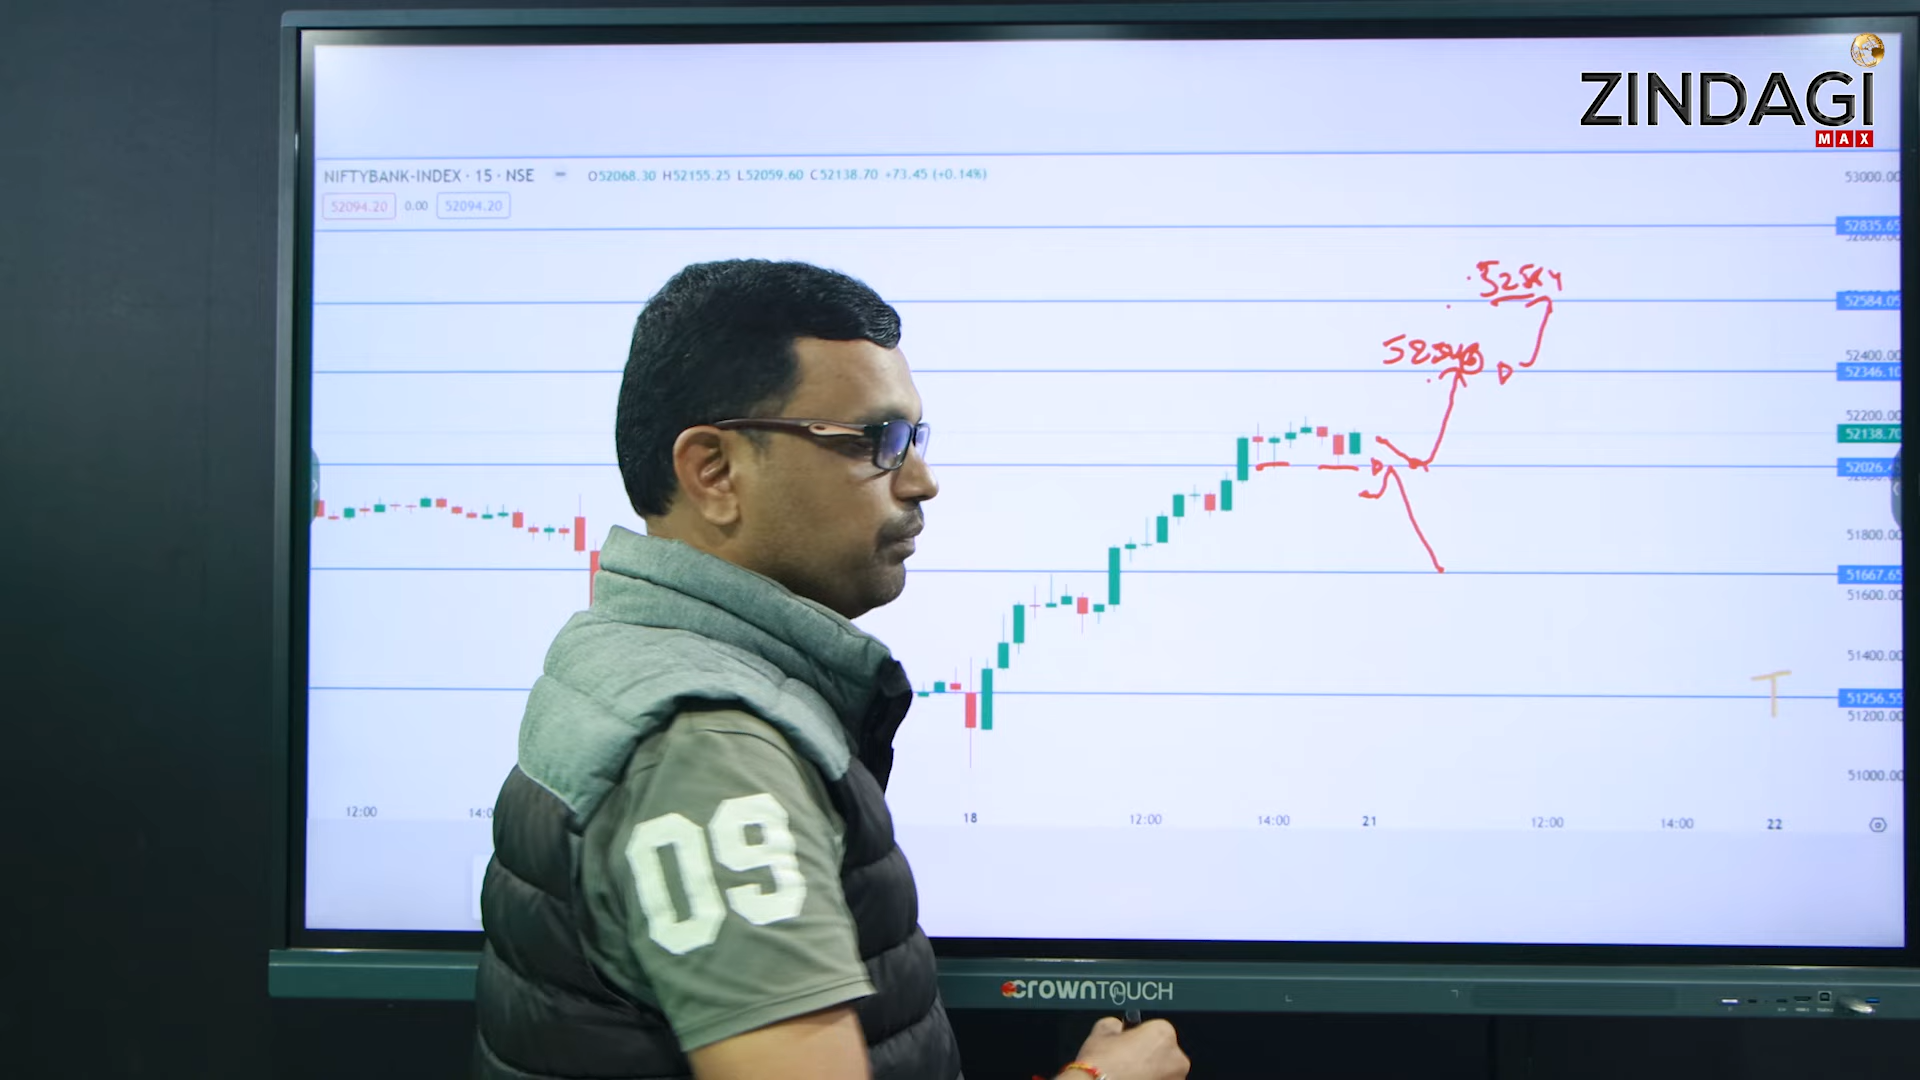 ZINDAGI
MAX
NIFTYBANK-INDEX · 15 · NSE
O52068.30 H52155.25 L52059.60 C52138.70 +73.45 (+0.14%)
52094.20 0.00 52094.20
53000.00
52835.65
52584
52584.05
52400.00
52346.10
52200.00
52138.70
51800.00
51667.65
51600.00
51400.00
T
51256.55
51200.00
51000.00
12:00 18 12:00 14:00 21 12:00 14:00 22
09
crownTOUCH